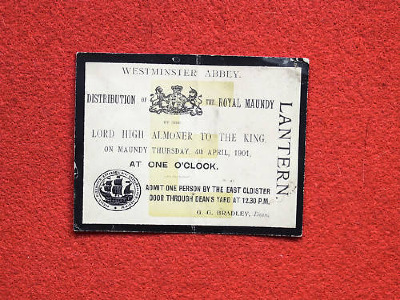 WESTMINSTER ABBEY.
DISTRIBUTION OF THE ROYAL MAUNDY
BY THE
LORD HIGH ALMONER TO THE KING,
ON MAUNDY THURSDAY, 4th APRIL, 1901,
AT ONE O'CLOCK.
ADMIT ONE PERSON BY THE EAST CLOISTER
DOOR THROUGH DEAN'S YARD AT 12.30 P.M.
G. G. BRADLEY, Dean.
LANTERN.